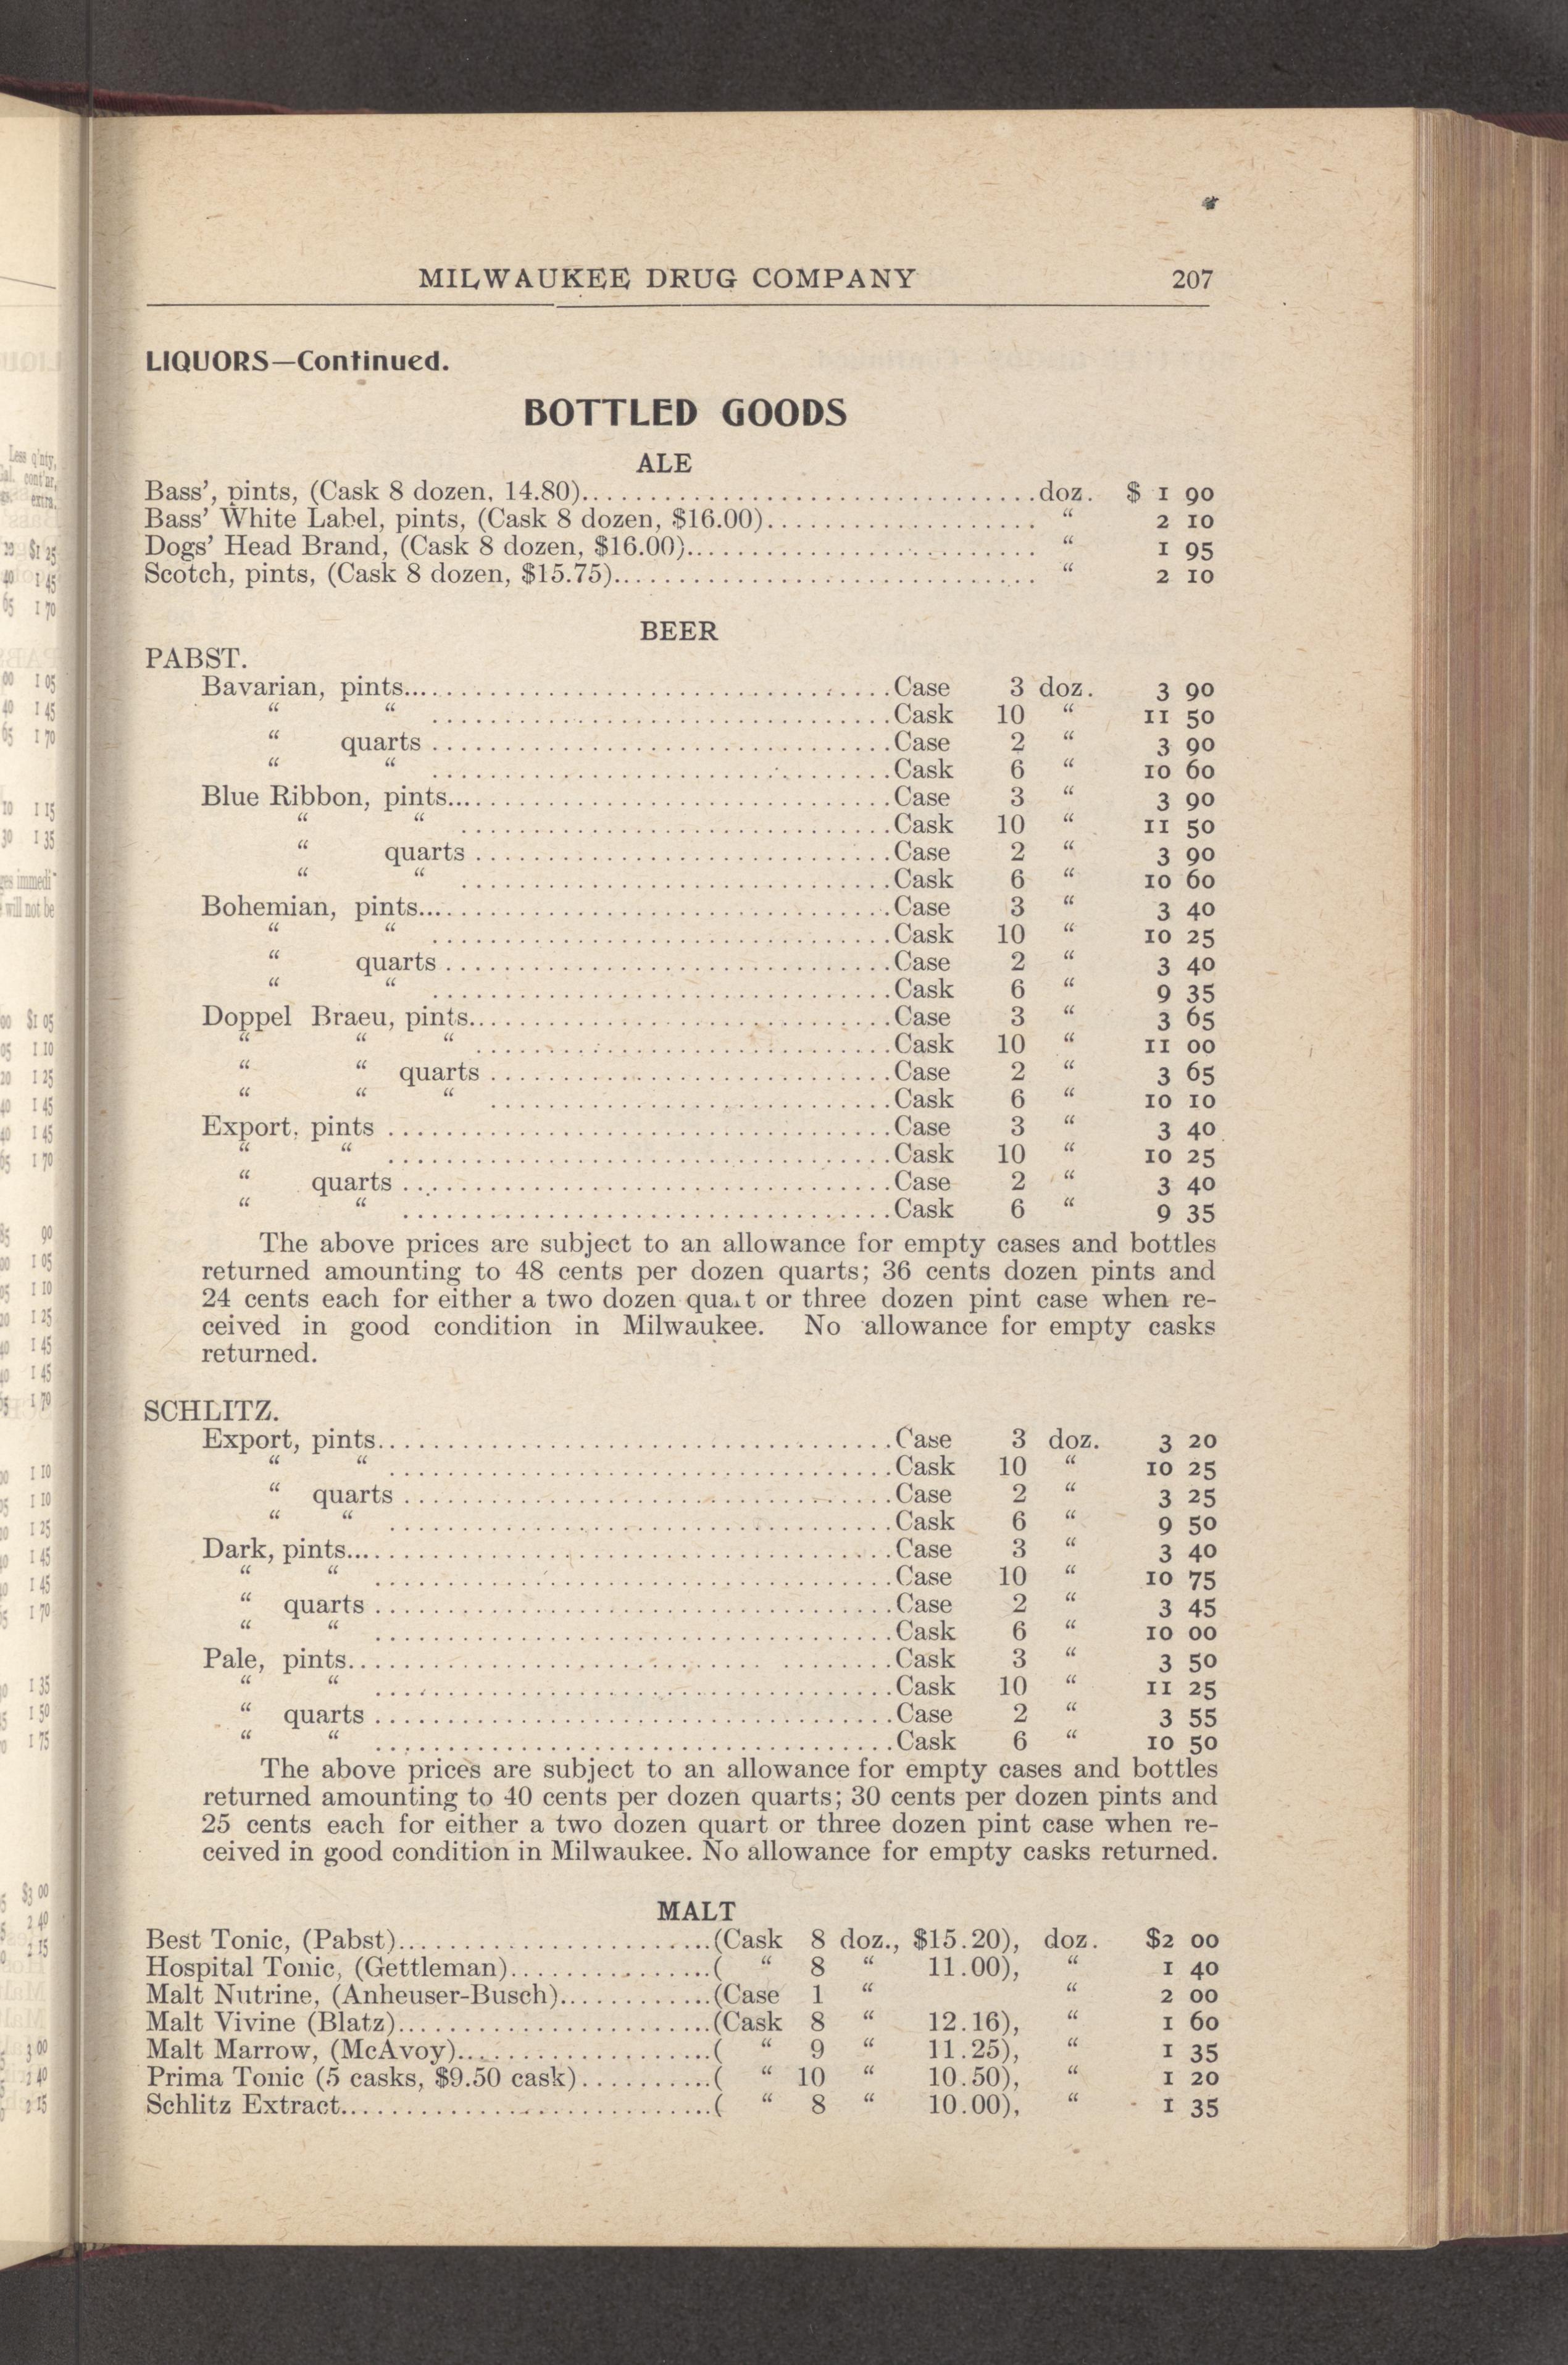 MILWAUKEE DRUG COMPANY 207
LIQUORS—Continued.
BOTTLED GOODS
ALE
Bass', pints, (Cask 8 dozen, 14.80)........doz. $ 1 90
Bass' White Label, pints, (Cask 8 dozen, $16.00)........ “ 2 10
Dogs' Head Brand, (Cask 8 dozen, $16.00)........ “ 1 95
Scotch, pints, (Cask 8 dozen, $15.75)........ “ 2 10
BEER
PABST.
Bavarian, pints........Case 3 doz. 3 90
“ “ ........Cask 10 “ 11 50
“ quarts ........Case 2 “ 3 90
“ “ ........Cask 6 “ 10 60
Blue Ribbon, pints........Case 3 “ 3 90
“ “ ........Cask 10 “ 11 50
“ quarts ........Case 2 “ 3 90
“ “ ........Cask 6 “ 10 60
Bohemian, pints........Case 3 “ 3 40
“ “ ........Cask 10 “ 10 25
“ quarts ........Case 2 “ 3 40
“ “ ........Cask 6 “ 9 35
Doppel Braeu, pints........Case 3 “ 3 65
“ “ “ ........Cask 10 “ 11 00
“ “ quarts ........Case 2 “ 3 65
“ “ “ ........Cask 6 “ 10 10
Export, pints ........Case 3 “ 3 40
“ “ ........Cask 10 “ 10 25
“ quarts ........Case 2 “ 3 40
“ “ ........Cask 6 “ 9 35
The above prices are subject to an allowance for empty cases and bottles
returned amounting to 48 cents per dozen quarts; 36 cents dozen pints and
24 cents each for either a two dozen quart or three dozen pint case when re-
ceived in good condition in Milwaukee. No allowance for empty casks
returned.
SCHLITZ.
Export, pints........Case 3 doz. 3 20
“ “ ........Cask 10 “ 10 25
“ quarts ........Case 2 “ 3 25
“ “ ........Cask 6 “ 9 50
Dark, pints........Case 3 “ 3 40
“ “ ........Case 10 “ 10 75
“ quarts ........Case 2 “ 3 45
“ “ ........Cask 6 “ 10 00
Pale, pints........Cask 3 “ 3 50
“ “ ........Cask 10 “ 11 25
“ quarts ........Case 2 “ 3 55
“ “ ........Cask 6 “ 10 50
The above prices are subject to an allowance for empty cases and bottles
returned amounting to 40 cents per dozen quarts; 30 cents per dozen pints and
25 cents each for either a two dozen quart or three dozen pint case when re-
ceived in good condition in Milwaukee. No allowance for empty casks returned.
MALT
Best Tonic, (Pabst)........(Cask 8 doz., $15.20), doz. $2 00
Hospital Tonic, (Gettleman)........( “ 8 “ 11.00), “ 1 40
Malt Nutrine, (Anheuser-Busch)........(Case 1 “ “ 2 00
Malt Vivine (Blatz)........(Cask 8 “ 12.16), “ 1 60
Malt Marrow, (McAvoy)........( “ 9 “ 11.25), “ 1 35
Prima Tonic (5 casks, $9.50 cask)........( “ 10 “ 10.50), “ 1 20
Schlitz Extract........( “ 8 “ 10.00), “ 1 35